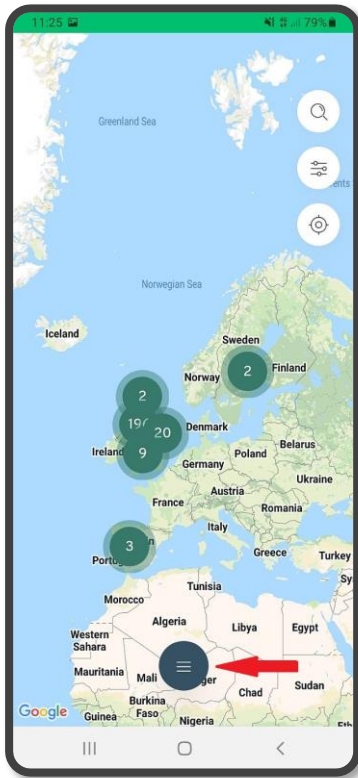 11:25 79%
Greenland Sea
Norwegian Sea
Iceland
Sweden
Finland
2
Norway
2
20
Denmark
Ireland
9
Belarus
Poland
Germany
Ukraine
Austria
France
Romania
Italy
3
Greece
Turkey
Tunisia
Morocco
Algeria
Libya
Egypt
Western
Sahara
Mauritania
Mali
Chad
Sudan
Burkina
Faso
Google
Guinea
Nigeria